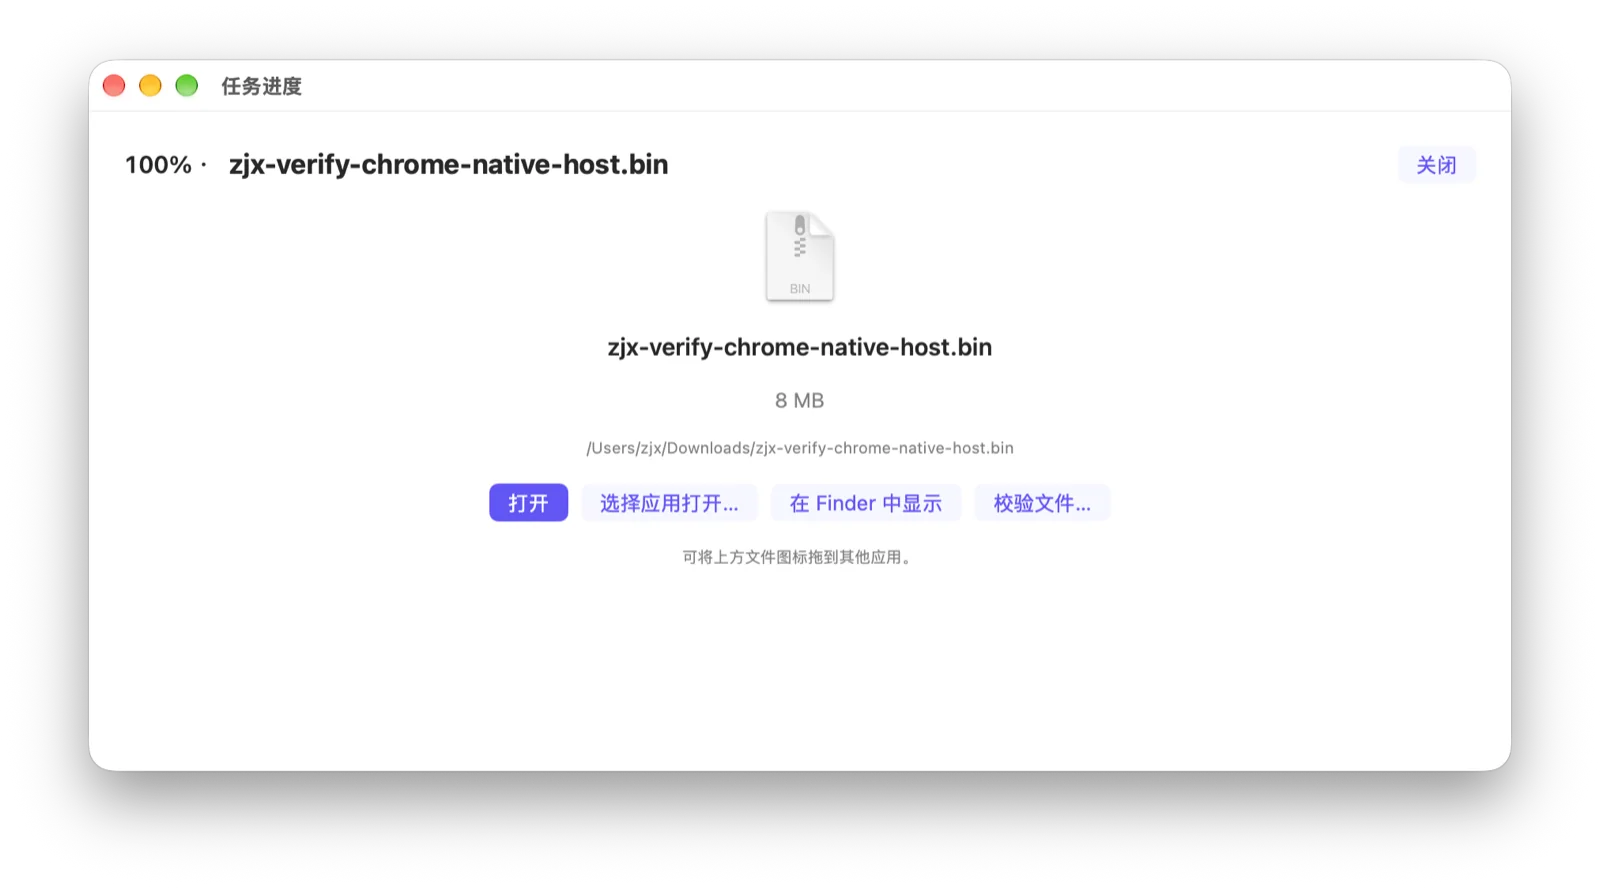 任务进度
100% · zjx-verify-chrome-native-host.bin
关闭
BIN
zjx-verify-chrome-native-host.bin
8 MB
/Users/zjx/Downloads/zjx-verify-chrome-native-host.bin
打开 选择应用打开... 在 Finder 中显示 校验文件...
可将上方文件图标拖到其他应用。